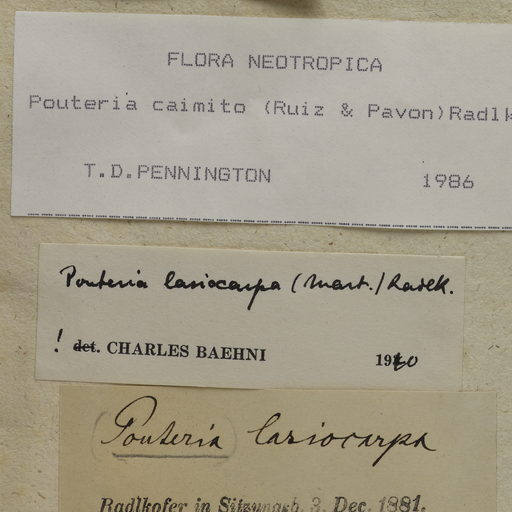 FLORA NEOTROPICA
Pouteria caimito (Ruiz & Pavon)Radlk
T.D.PENNINGTON 1986
Pouteria lasiocarpa (Mart.) Radlk.
! det. CHARLES BAEHNI 1940
(Pouteria) lasiocarpa
Radlkofer in Sitzungsb. 3. Dec. 1881.